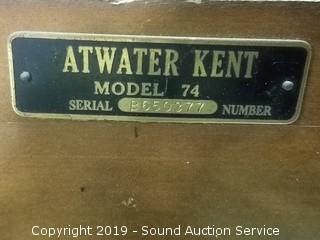 ATWATER KENT
MODEL 74
SERIAL B650377 NUMBER
Copyright 2019 - Sound Auction Service